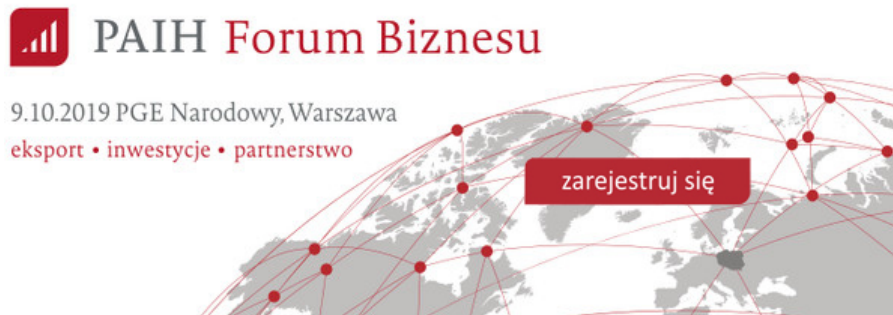 PAIH Forum Biznesu
9.10.2019 PGE Narodowy, Warszawa
eksport • inwestycje • partnerstwo
zarejestruj się